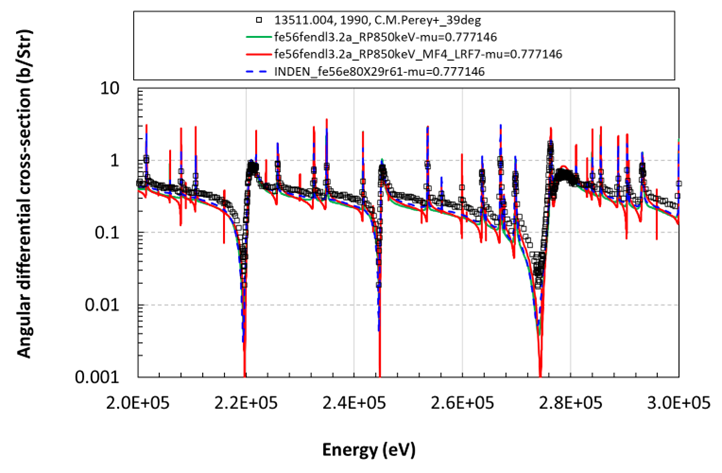 13511.004, 1990, C.M.Perey+_39deg
fe56fendl3.2a_RP850keV-mu=0.777146
fe56fendl3.2a_RP850keV_MF4_LRF7-mu=0.777146
INDEN_fe56e80X29r61-mu=0.777146
Angular differential cross-section (b/Str)
10
1
0.1
0.01
0.001
2.0E+05 2.2E+05 2.4E+05 2.6E+05 2.8E+05 3.0E+05
Energy (eV)